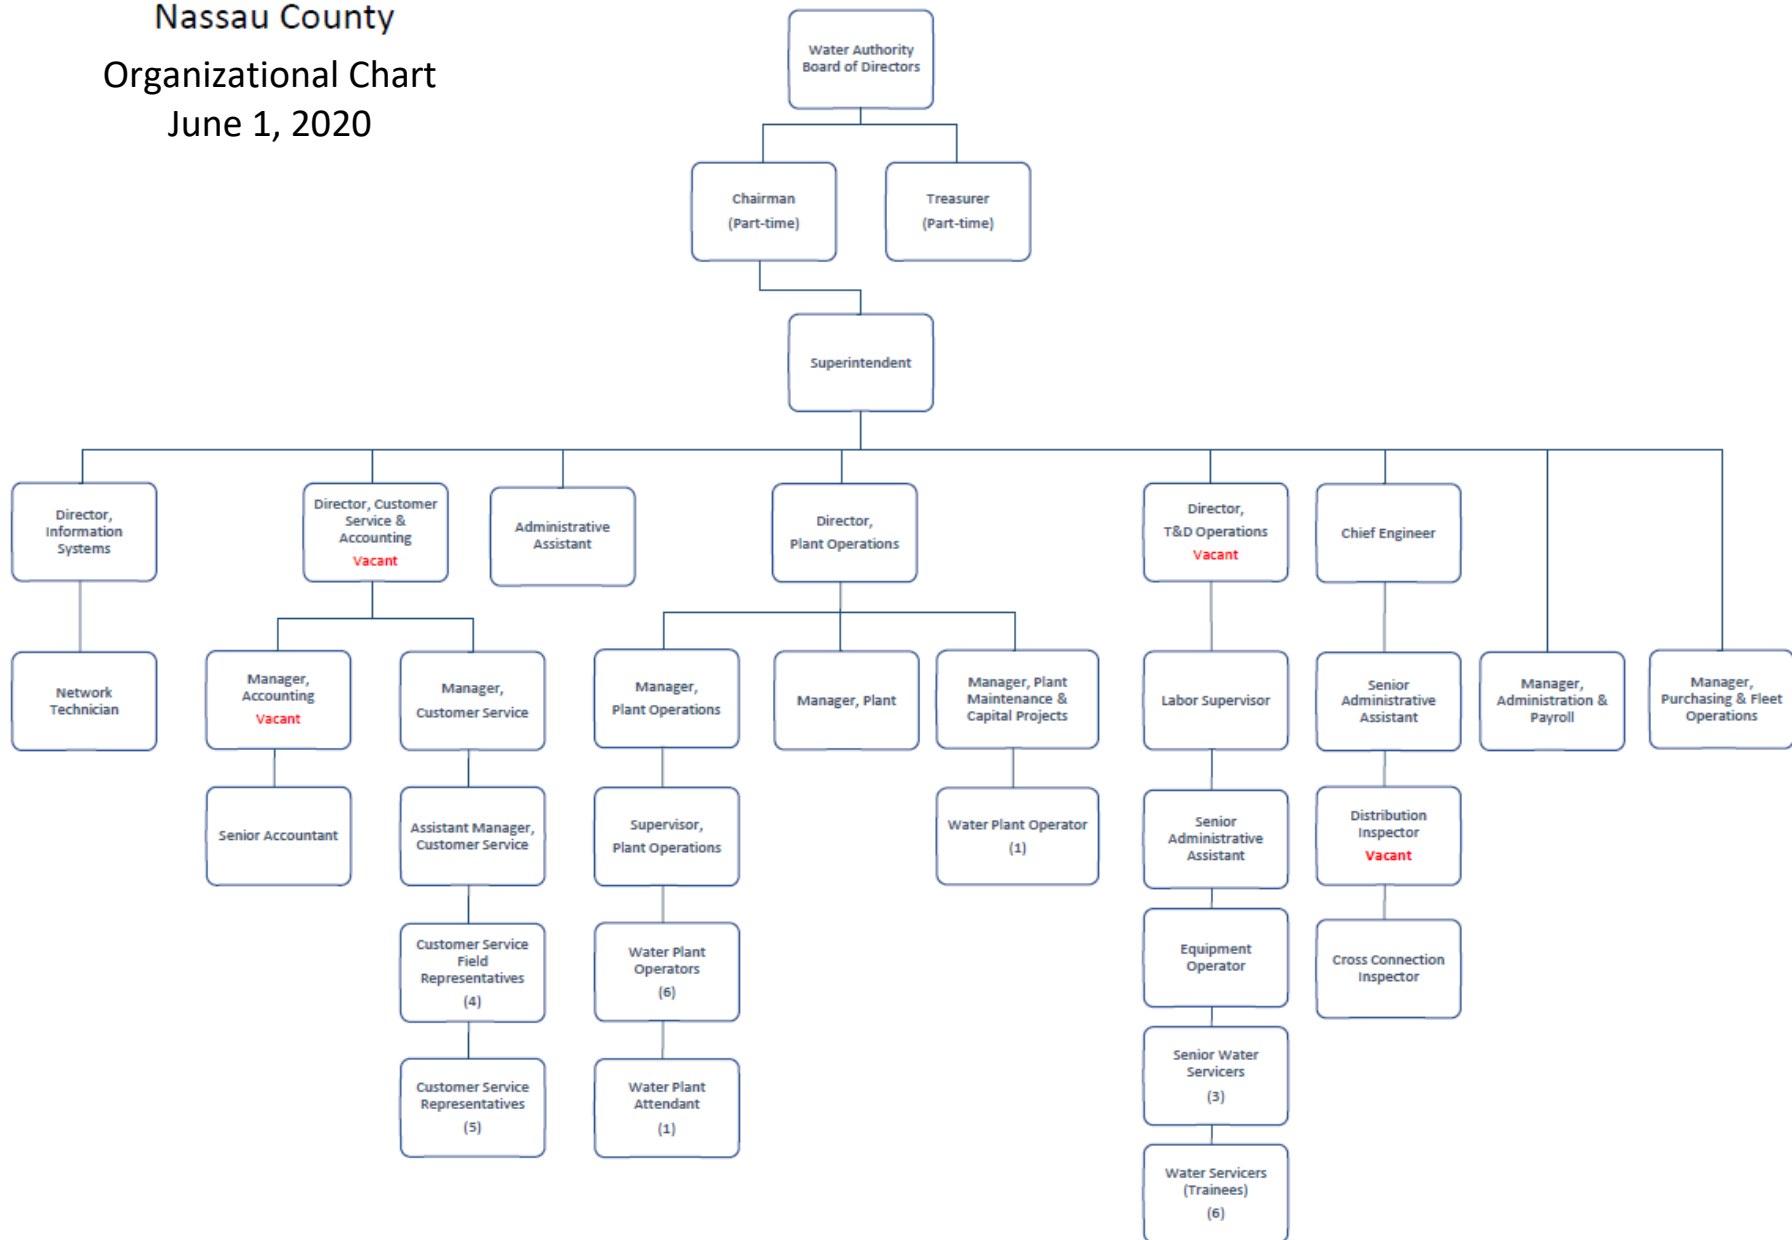 Nassau County
Organizational Chart
June 1, 2020
Water Authority
Board of Directors
Chairman
(Part-time)
Treasurer
(Part-time)
Superintendent
Director,
Information
Systems
Director, Customer
Service &
Accounting
Vacant
Administrative
Assistant
Director,
Plant Operations
Director,
T&D Operations
Vacant
Chief Engineer
Network
Technician
Manager,
Accounting
Vacant
Manager,
Customer Service
Manager,
Plant Operations
Manager, Plant
Manager, Plant
Maintenance &
Capital Projects
Labor Supervisor
Senior
Administrative
Assistant
Manager,
Administration &
Payroll
Manager,
Purchasing & Fleet
Operations
Senior Accountant
Assistant Manager,
Customer Service
Supervisor,
Plant Operations
Water Plant Operator
(1)
Senior
Administrative
Assistant
Distribution
Inspector
Vacant
Customer Service
Field
Representatives
(4)
Water Plant
Operators
(6)
Equipment
Operator
Cross Connection
Inspector
Customer Service
Representatives
(5)
Water Plant
Attendant
(1)
Senior Water
Servicers
(3)
Water Servicers
(Trainees)
(6)